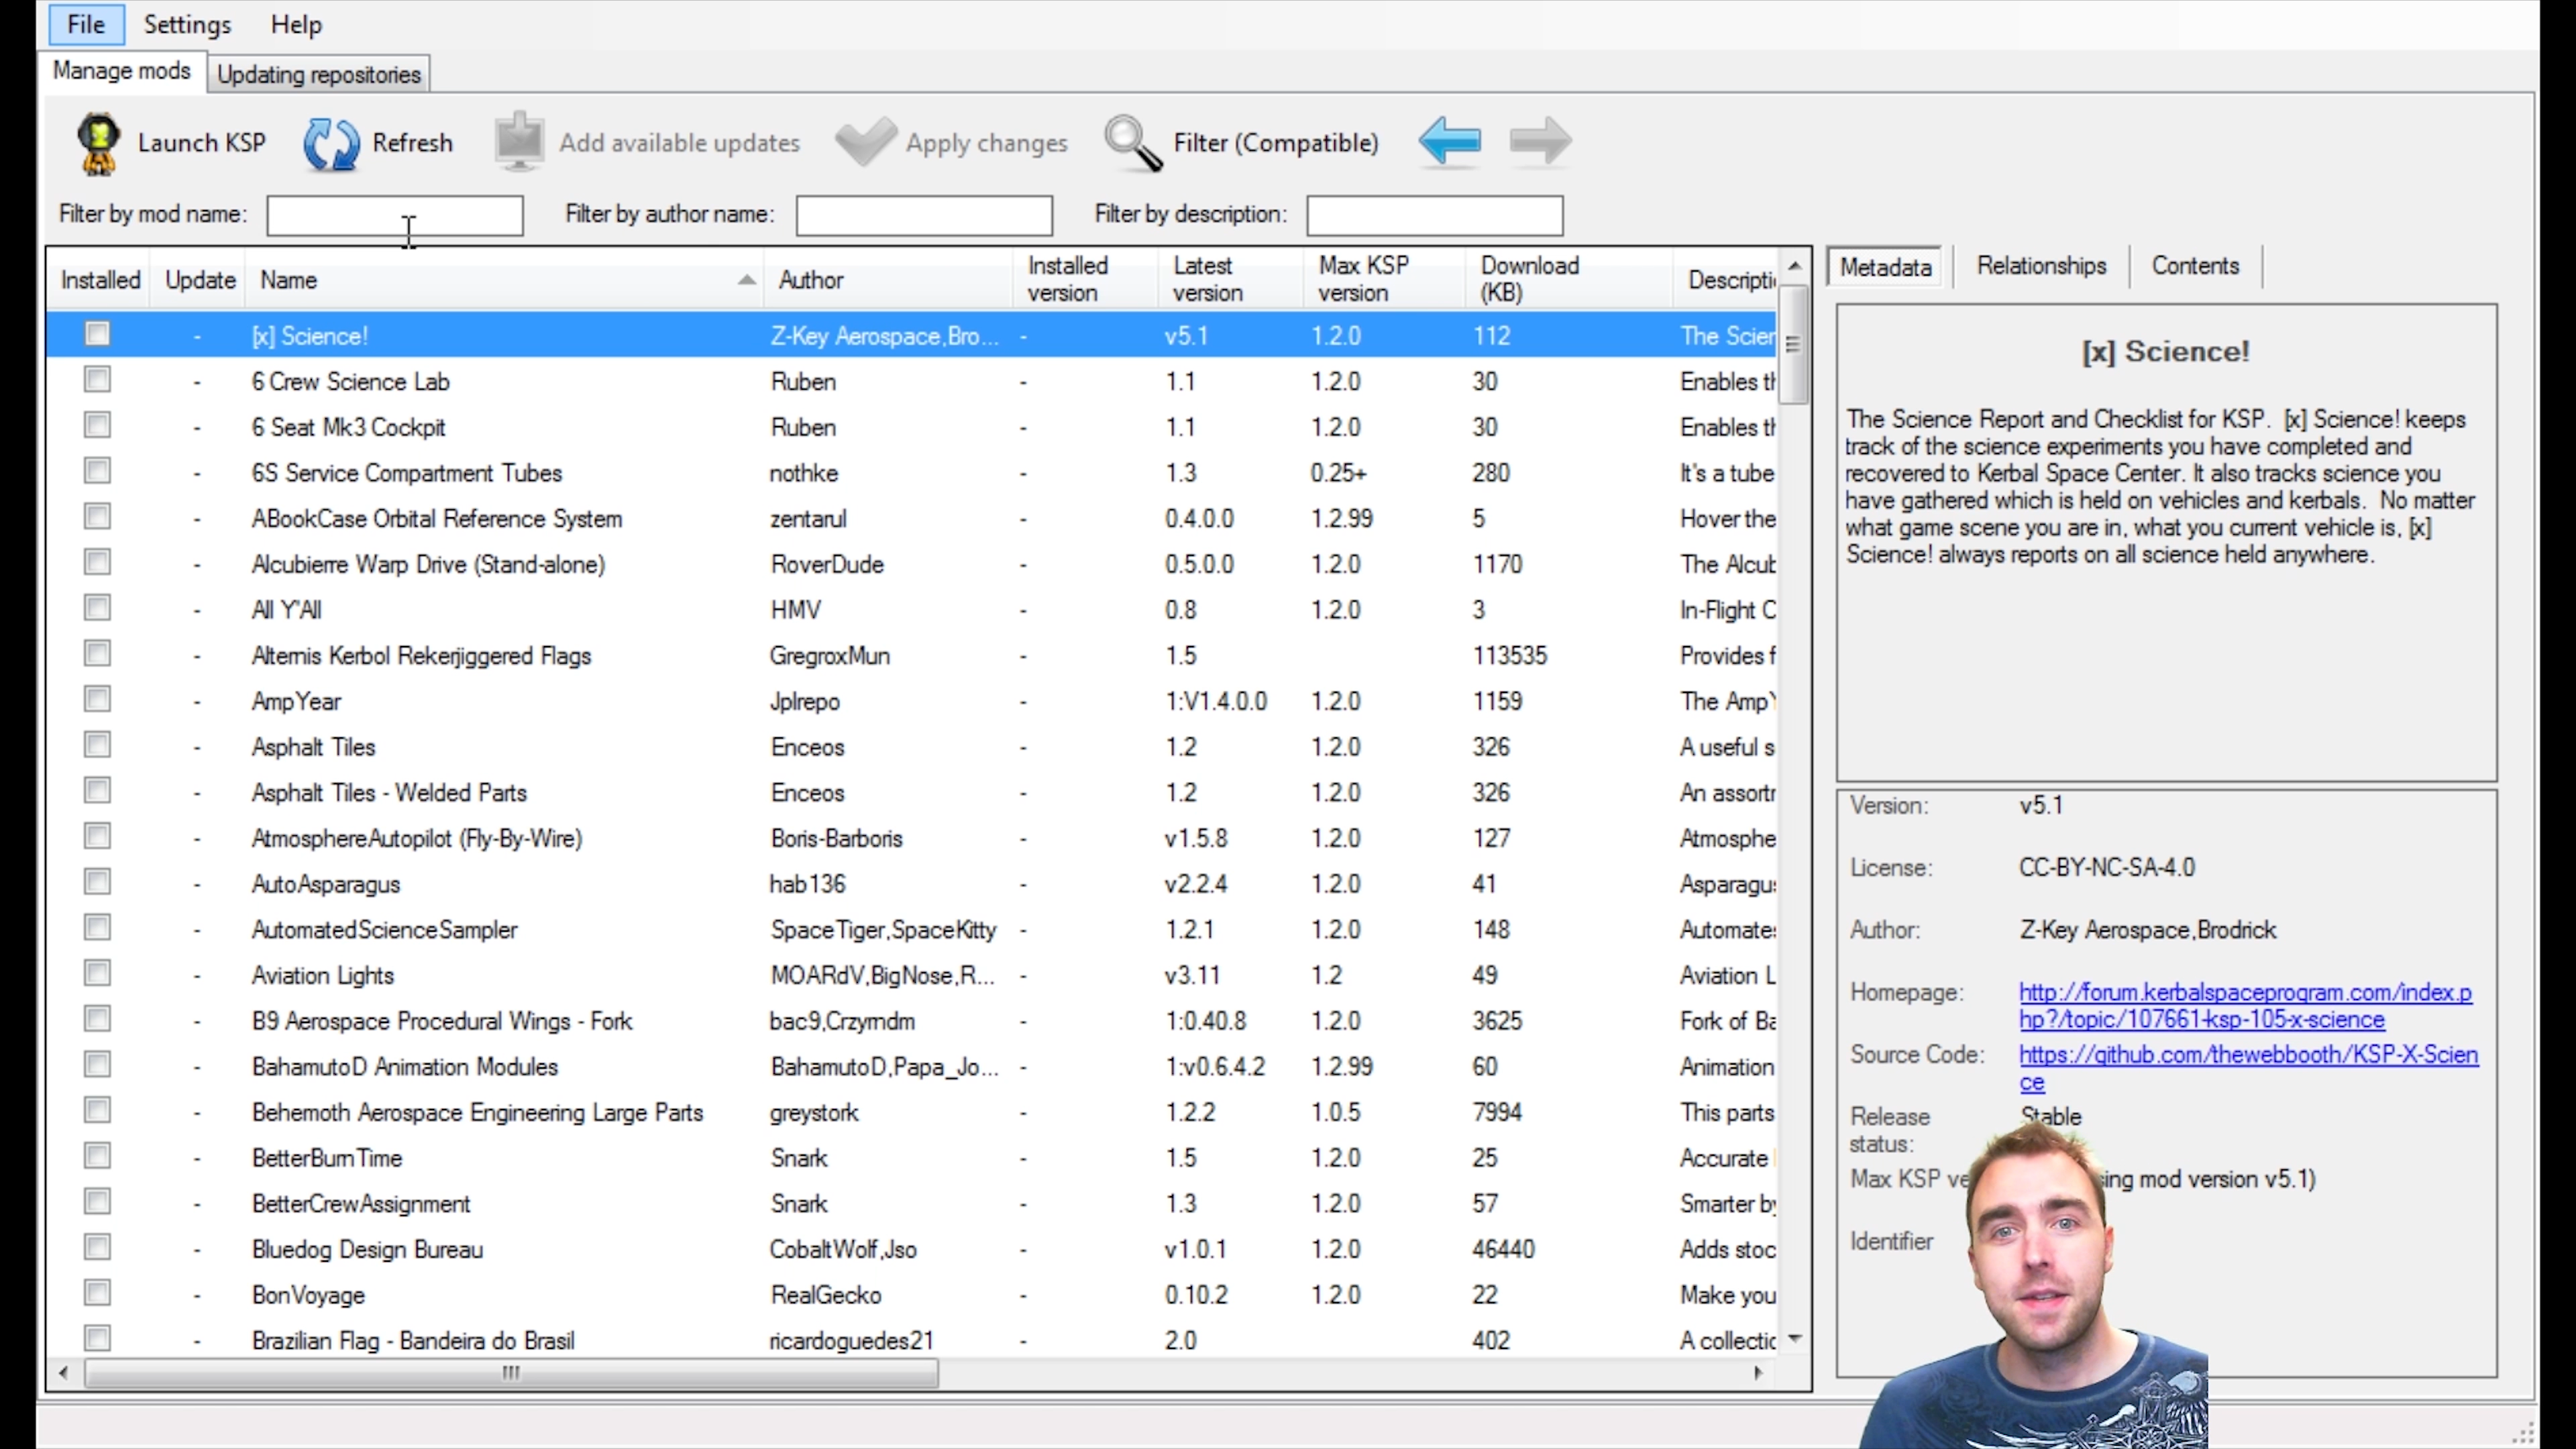 File Settings Help
Manage mods Updating repositories
Launch KSP Refresh Add available updates Apply changes Filter (Compatible)
Filter by mod name: Filter by author name: Filter by description:
Installed Update Name Author Installed version Latest version Max KSP version Download (KB) Descripti
- [x] Science! Z-Key Aerospace,Bro... - v5.1 1.2.0 112 The Scien
- 6 Crew Science Lab Ruben - 1.1 1.2.0 30 Enables th
- 6 Seat Mk3 Cockpit Ruben - 1.1 1.2.0 30 Enables th
- 6S Service Compartment Tubes nothke - 1.3 0.25+ 280 It's a tube
- ABookCase Orbital Reference System zentarul - 0.4.0.0 1.2.99 5 Hover the
- Alcubierre Warp Drive (Stand-alone) RoverDude - 0.5.0.0 1.2.0 1170 The Alcub
- All Y'All HMV - 0.8 1.2.0 3 In-Flight C
- Alternis Kerbol Rekerjiggered Flags GregroxMun - 1.5 113535 Provides f
- AmpYear Jplrepo - 1:V1.4.0.0 1.2.0 1159 The AmpY
- Asphalt Tiles Enceos - 1.2 1.2.0 326 A useful s
- Asphalt Tiles - Welded Parts Enceos - 1.2 1.2.0 326 An assortm
- AtmosphereAutopilot (Fly-By-Wire) Boris-Barboris - v1.5.8 1.2.0 127 Atmosphe
- AutoAsparagus hab136 - v2.2.4 1.2.0 41 Asparagus
- AutomatedScienceSampler SpaceTiger,SpaceKitty - 1.2.1 1.2.0 148 Automates
- Aviation Lights MOARdV,BigNose,R... - v3.11 1.2 49 Aviation L
- B9 Aerospace Procedural Wings - Fork bac9,Crzyrndm - 1:0.40.8 1.2.0 3625 Fork of Ba
- BahamutoD Animation Modules BahamutoD,Papa_Jo... - 1:v0.6.4.2 1.2.99 60 Animation
- Behemoth Aerospace Engineering Large Parts greystork - 1.2.2 1.0.5 7994 This parts
- BetterBurnTime Snark - 1.5 1.2.0 25 Accurate
- BetterCrewAssignment Snark - 1.3 1.2.0 57 Smarter by
- Bluedog Design Bureau CobaltWolf,Jso - v1.0.1 1.2.0 46440 Adds stoc
- BonVoyage RealGecko - 0.10.2 1.2.0 22 Make you
- Brazilian Flag - Bandeira do Brasil ricardoguedes21 - 2.0 402 A collectio
Metadata Relationships Contents
[x] Science!
The Science Report and Checklist for KSP. [x] Science! keeps
track of the science experiments you have completed and
recovered to Kerbal Space Center. It also tracks science you
have gathered which is held on vehicles and kerbals. No matter
what game scene you are in, what you current vehicle is, [x]
Science! always reports on all science held anywhere.
Version: v5.1
License: CC-BY-NC-SA-4.0
Author: Z-Key Aerospace,Brodrick
Homepage: http://forum.kerbalspaceprogram.com/index.p
hp?/topic/107661-ksp-105-x-science
Source Code: https://github.com/thewebbooth/KSP-X-Scien
ce
Release Stable
status:
Max KSP ve sing mod version v5.1)
Identifier